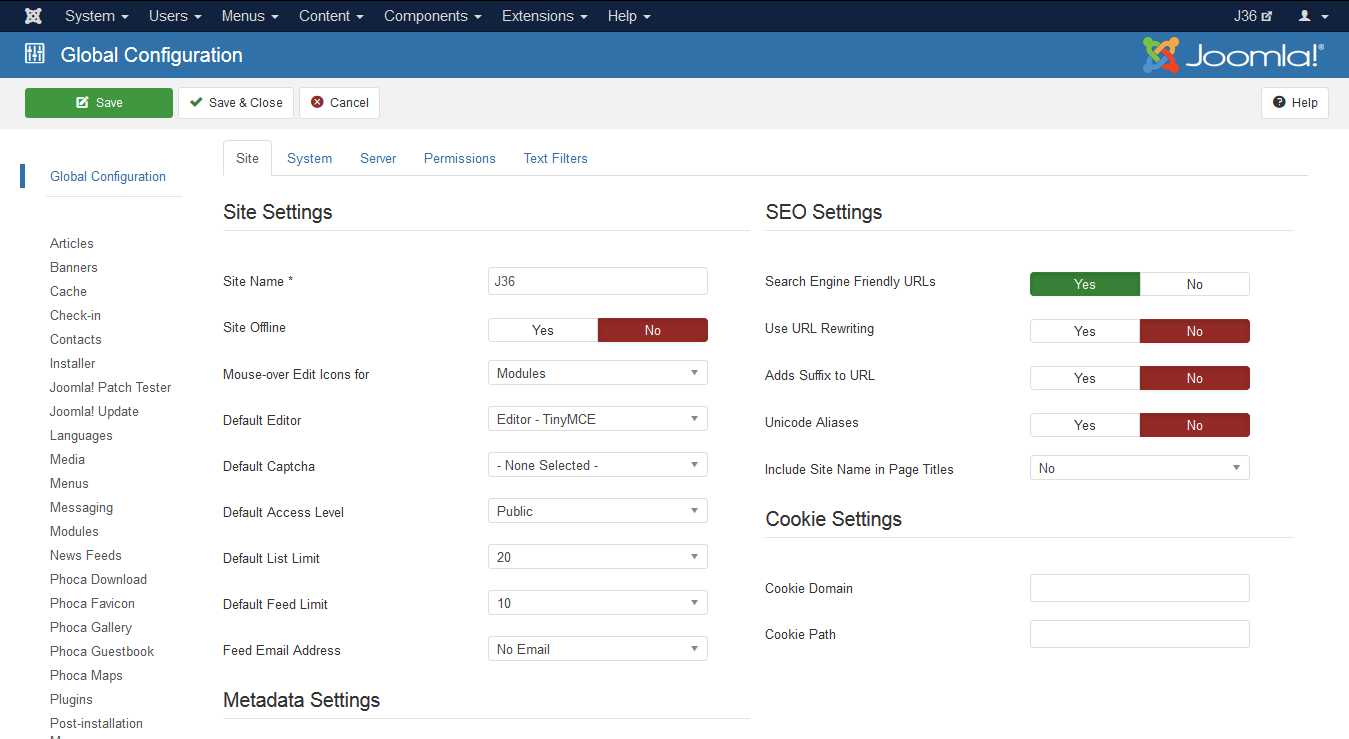 System Users Menus Content Components Extensions Help J36
Global Configuration Joomla!®
Save Save & Close Cancel Help
Site System Server Permissions Text Filters
Global Configuration
Articles
Banners
Cache
Check-in
Contacts
Installer
Joomla! Patch Tester
Joomla! Update
Languages
Media
Menus
Messaging
Modules
News Feeds
Phoca Download
Phoca Favicon
Phoca Gallery
Phoca Guestbook
Phoca Maps
Plugins
Post-installation
Site Settings
Site Name * J36
Site Offline Yes No
Mouse-over Edit Icons for Modules
Default Editor Editor - TinyMCE
Default Captcha - None Selected -
Default Access Level Public
Default List Limit 20
Default Feed Limit 10
Feed Email Address No Email
Metadata Settings
SEO Settings
Search Engine Friendly URLs Yes No
Use URL Rewriting Yes No
Adds Suffix to URL Yes No
Unicode Aliases Yes No
Include Site Name in Page Titles No
Cookie Settings
Cookie Domain
Cookie Path